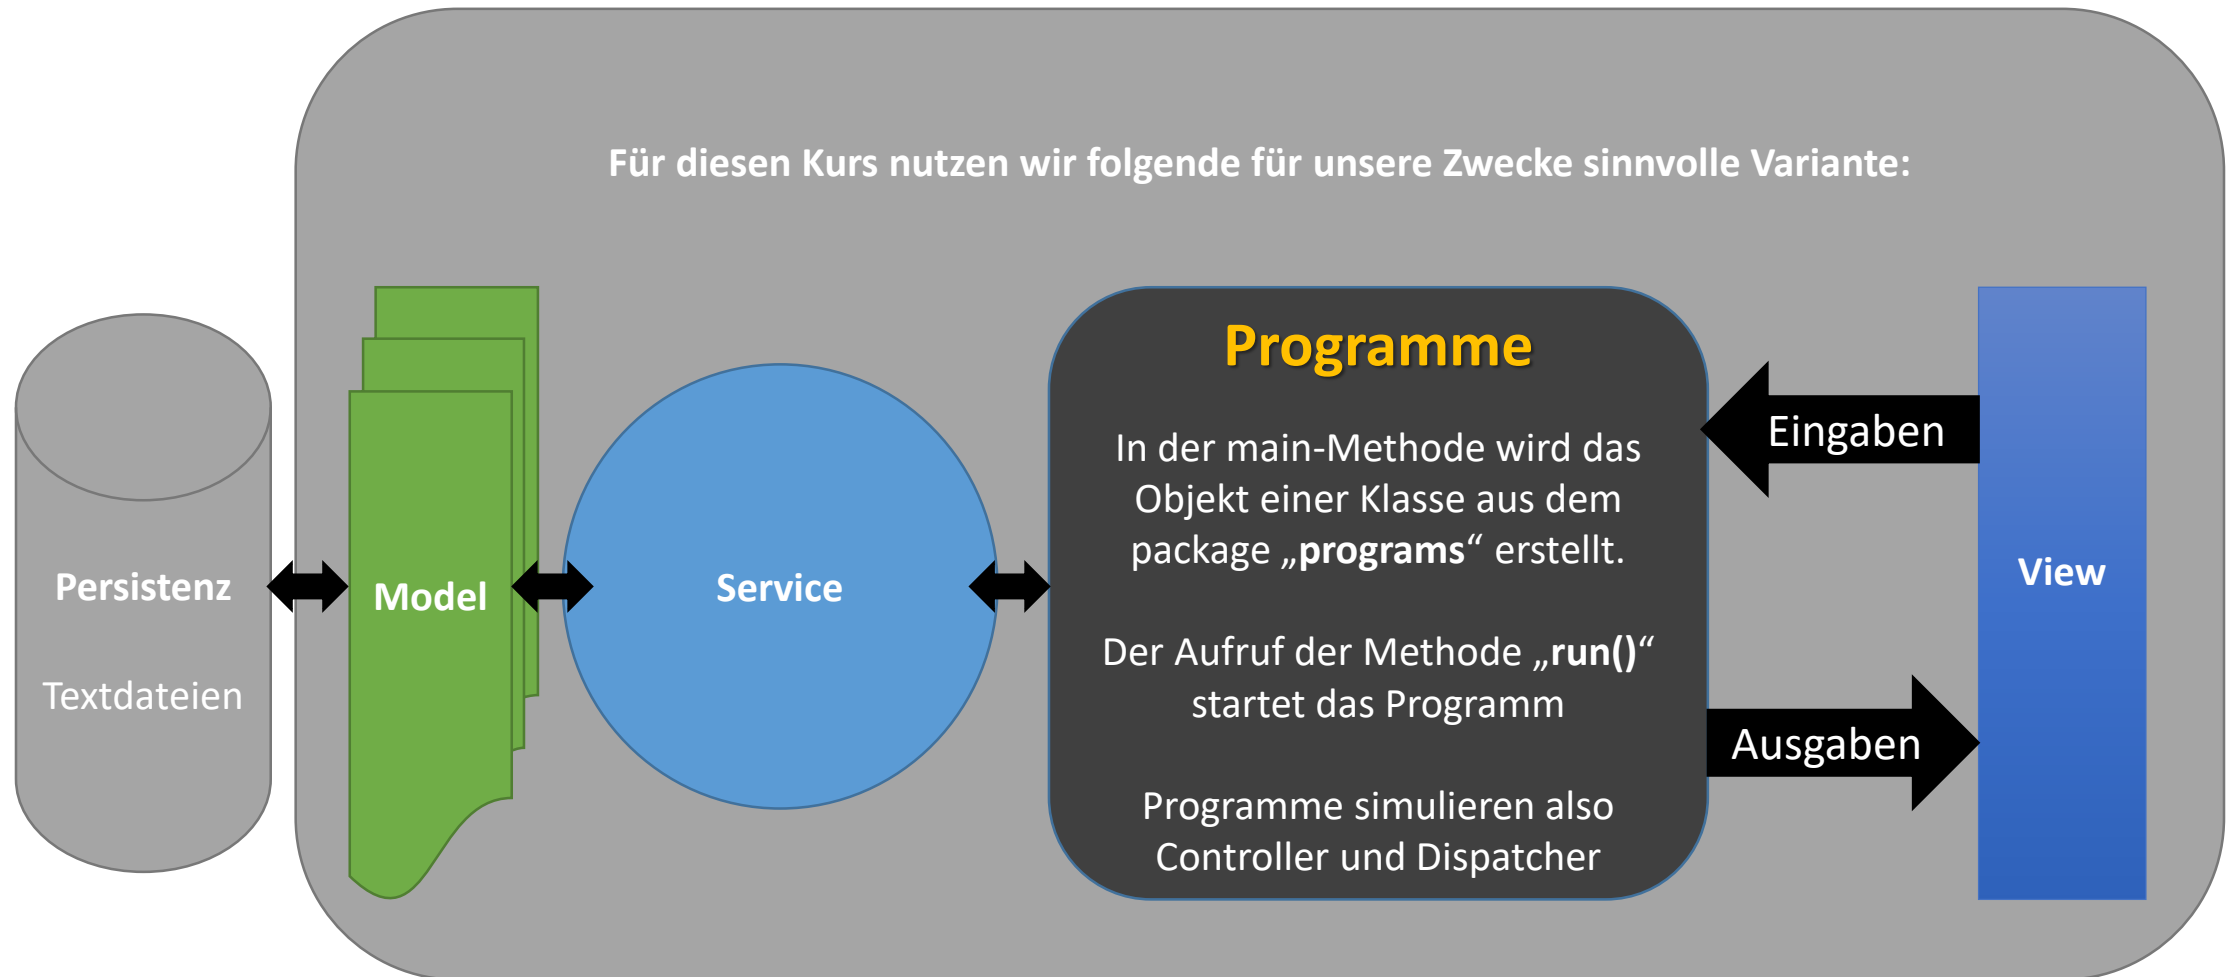 Für diesen Kurs nutzen wir folgende für unsere Zwecke sinnvolle Variante:
Persistenz
Textdateien
Model
Service
Programme
In der main-Methode wird das
Objekt einer Klasse aus dem
package „programs“ erstellt.
Der Aufruf der Methode „run()“
startet das Programm
Programme simulieren also
Controller und Dispatcher
Eingaben
Ausgaben
View